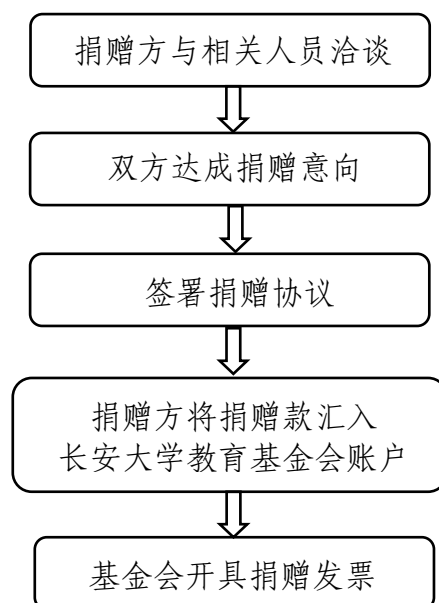 捐赠方与相关人员洽谈
双方达成捐赠意向
签署捐赠协议
捐赠方将捐赠款汇入
长安大学教育基金会账户
基金会开具捐赠发票